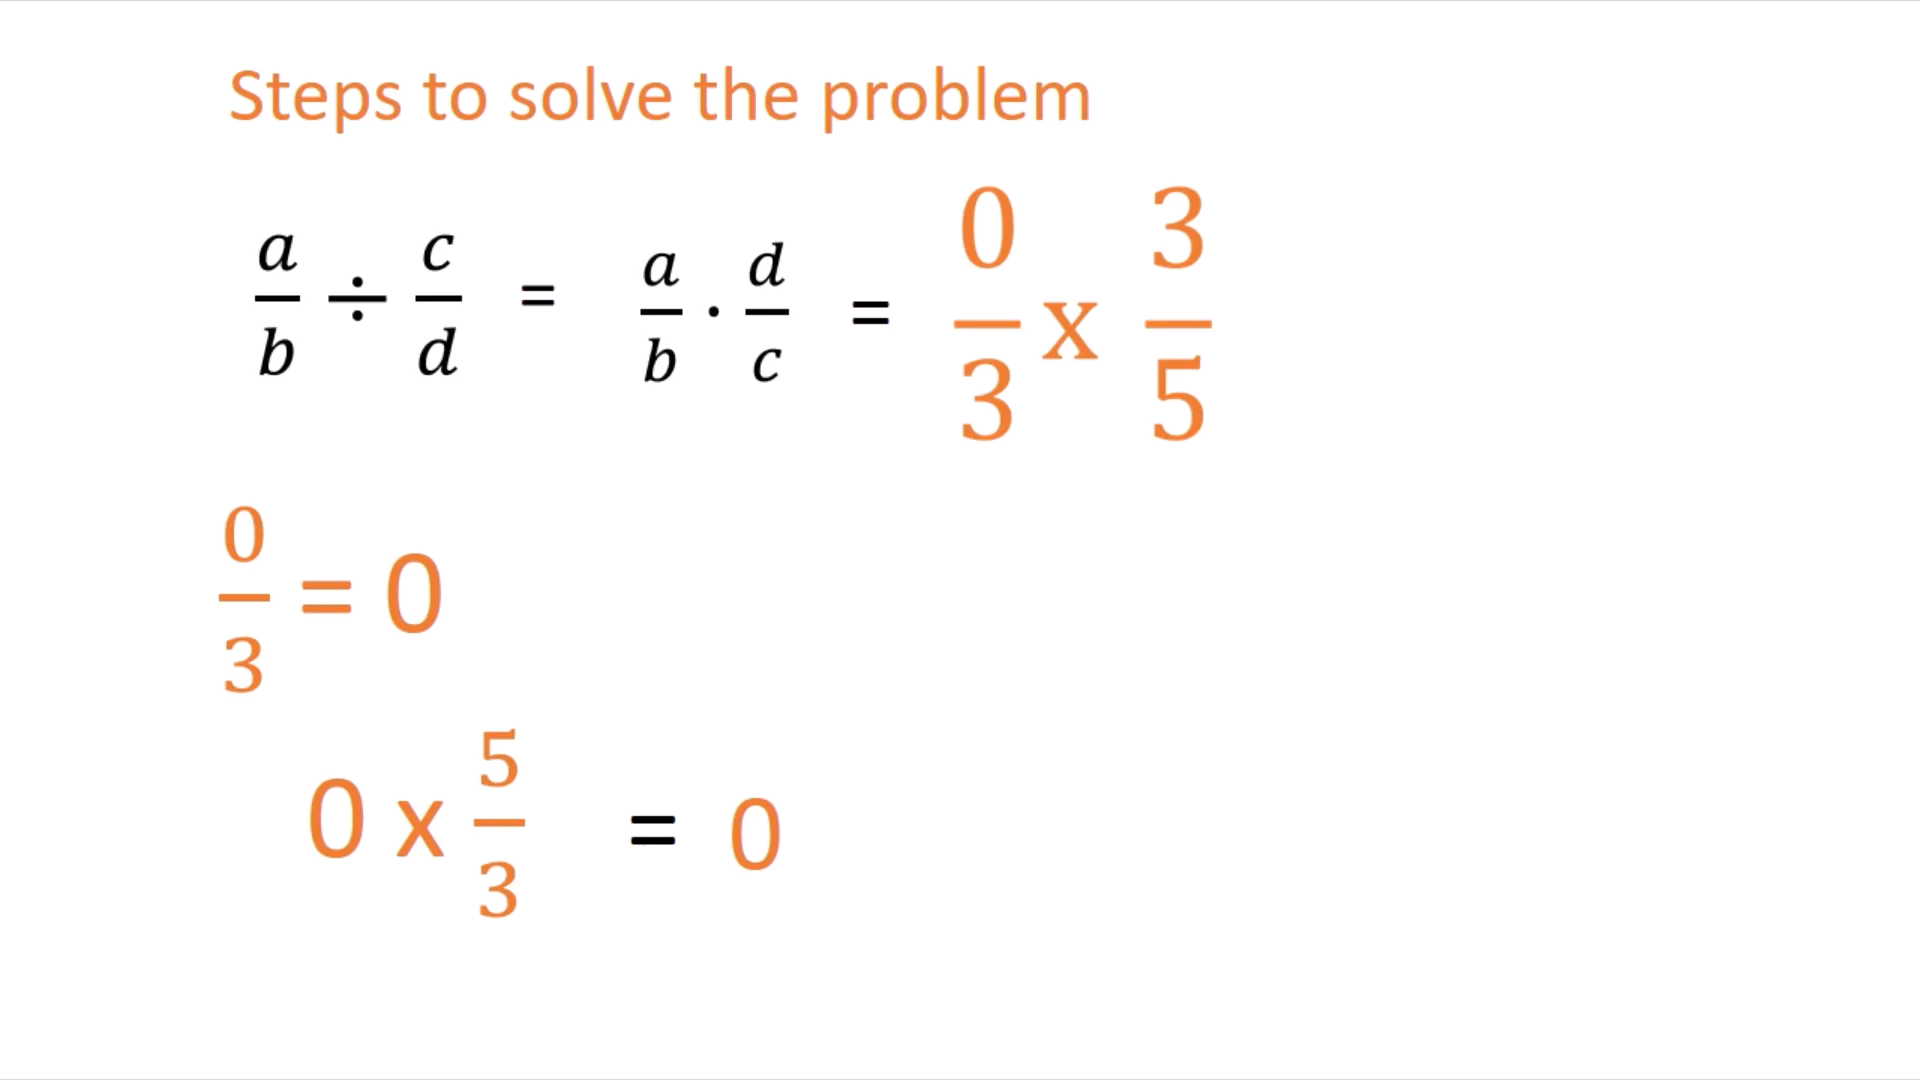 Steps to solve the problem
a/b ÷ c/d = a/b · d/c = 0/3 x 3/5
0/3 = 0
0 x 5/3 = 0